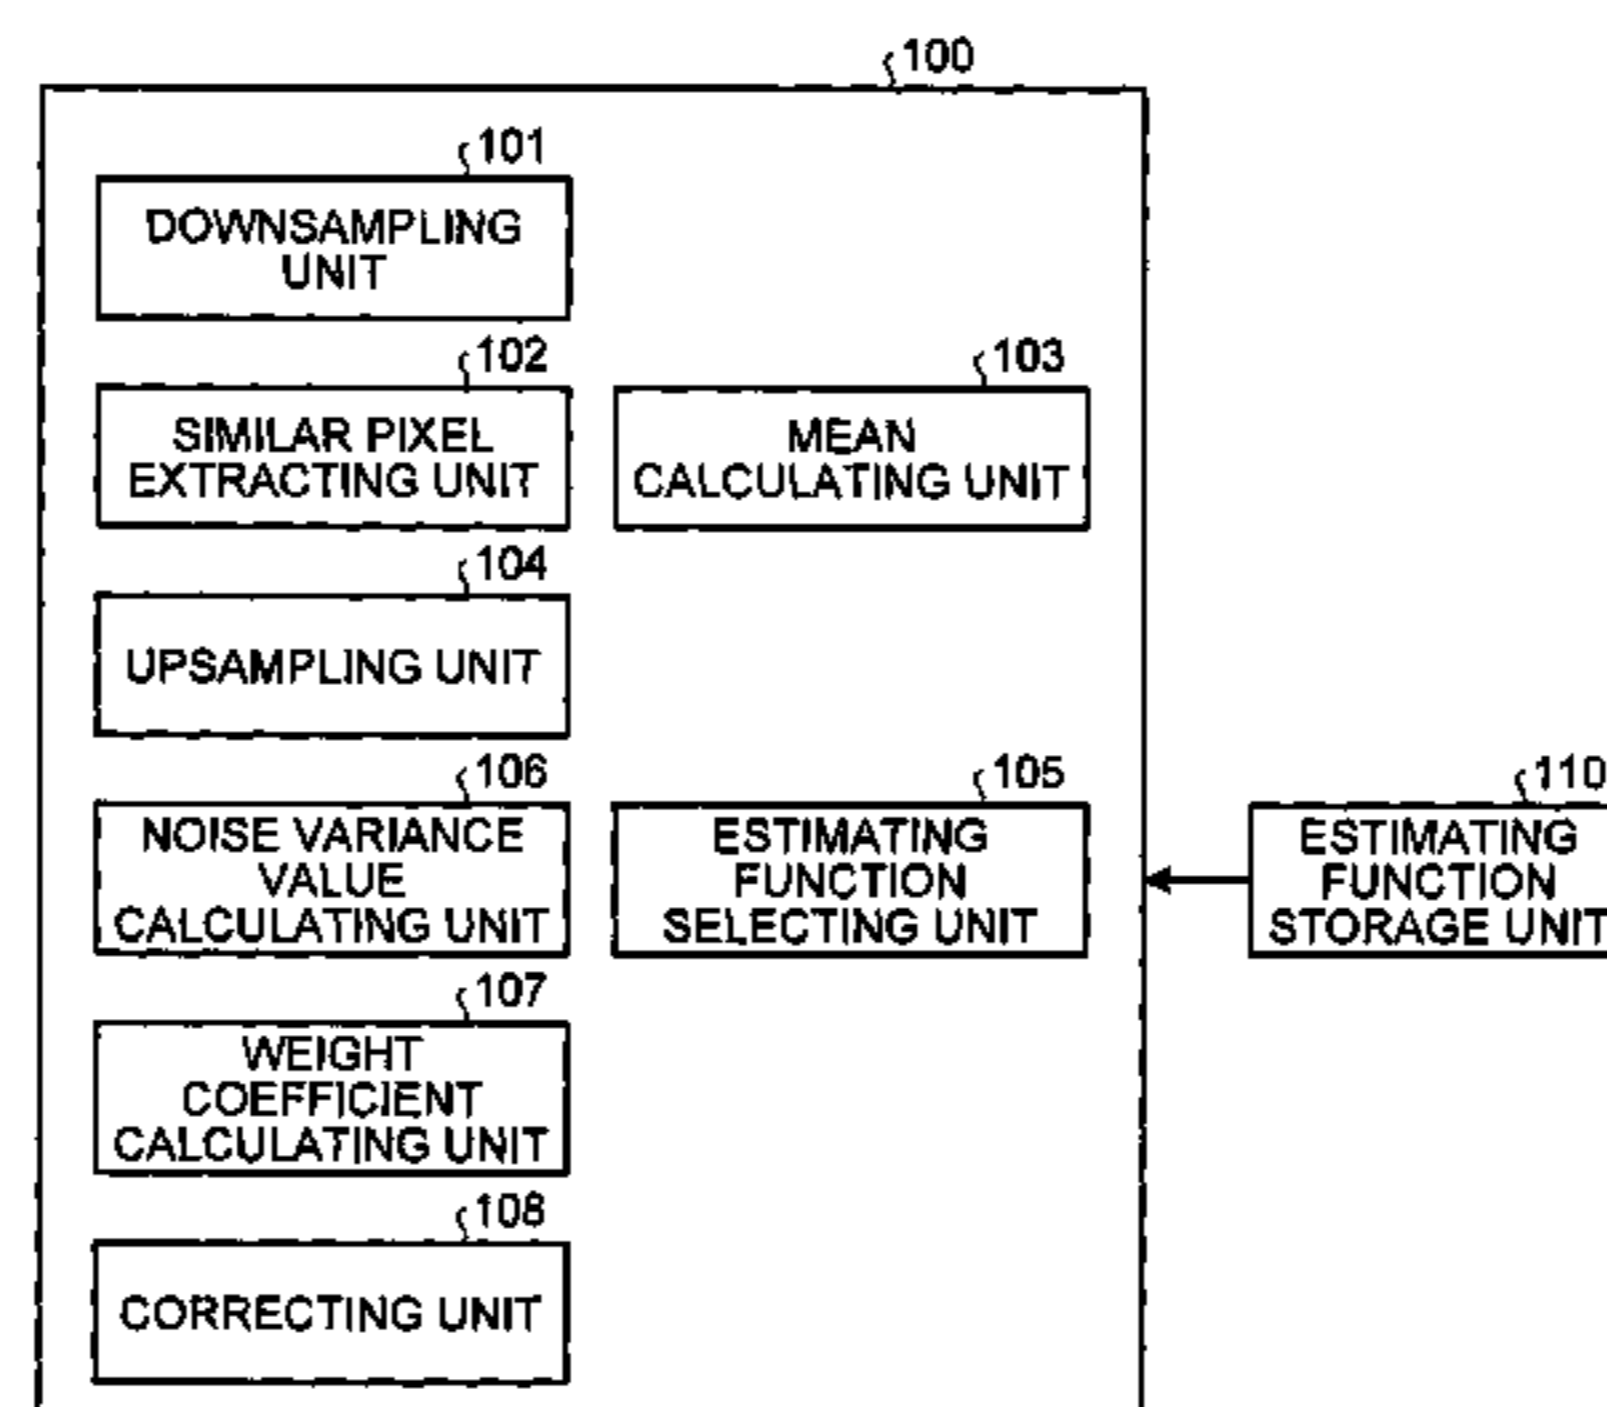 100
101
DOWNSAMPLING
UNIT
102
SIMILAR PIXEL
EXTRACTING UNIT
103
MEAN
CALCULATING UNIT
104
UPSAMPLING UNIT
106
NOISE VARIANCE
VALUE
CALCULATING UNIT
105
ESTIMATING
FUNCTION
SELECTING UNIT
110
ESTIMATING
FUNCTION
STORAGE UNIT
107
WEIGHT
COEFFICIENT
CALCULATING UNIT
108
CORRECTING UNIT